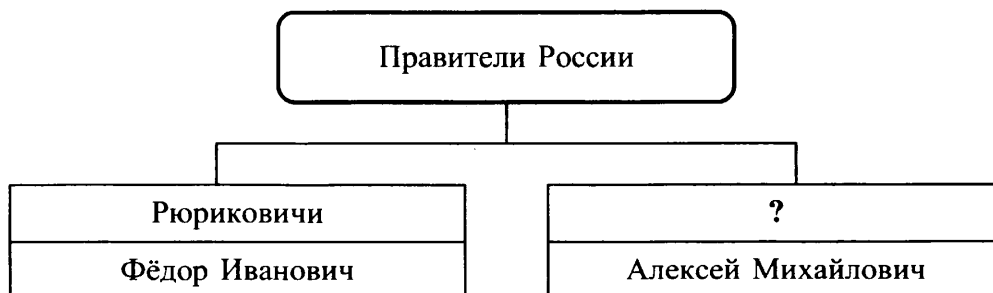 Правители России
Рюриковичи
?
Фёдор Иванович
Алексей Михайлович